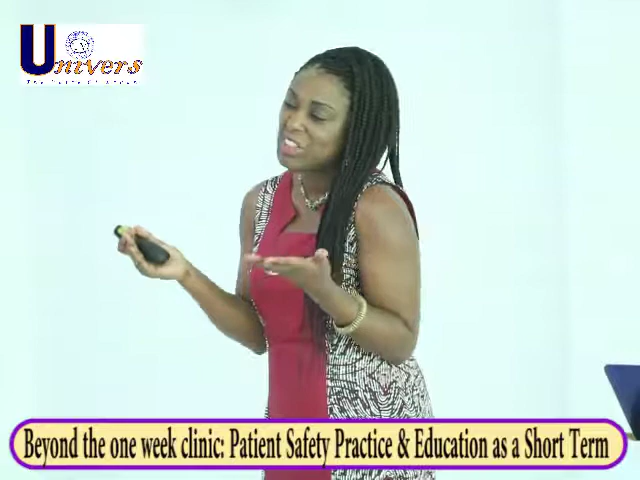 Univers
Beyond the one week clinic: Patient Safety Practice & Education as a Short Term